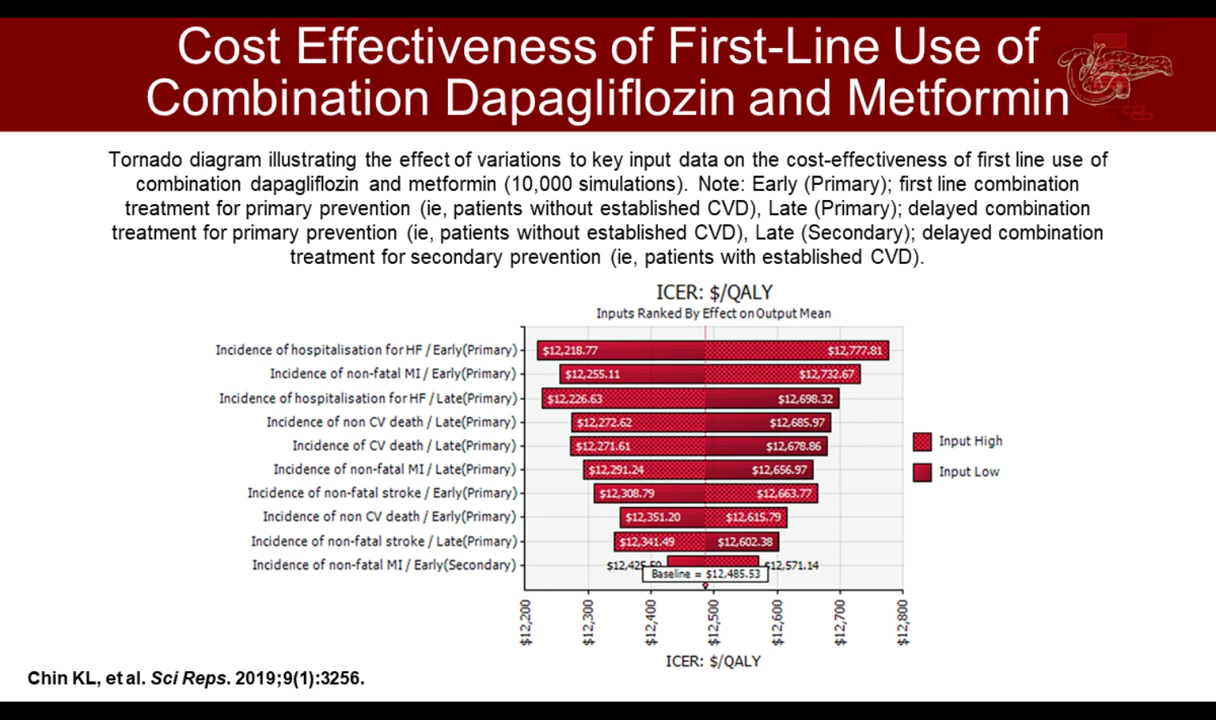 Cost Effectiveness of First-Line Use of
Combination Dapagliflozin and Metformin
Tornado diagram illustrating the effect of variations to key input data on the cost-effectiveness of first line use of
combination dapagliflozin and metformin (10,000 simulations). Note: Early (Primary); first line combination
treatment for primary prevention (ie, patients without established CVD), Late (Primary); delayed combination
treatment for primary prevention (ie, patients without established CVD), Late (Secondary); delayed combination
treatment for secondary prevention (ie, patients with established CVD).
ICER: $/QALY
Inputs Ranked By Effect on Output Mean
Incidence of hospitalisation for HF / Early(Primary) $12,218.77 $12,777.81
Incidence of non-fatal MI / Early(Primary) $12,255.11 $12,732.67
Incidence of hospitalisation for HF / Late(Primary) $12,226.63 $12,698.32
Incidence of non CV death / Late(Primary) $12,272.62 $12,685.97
Incidence of CV death / Late(Primary) $12,271.61 $12,678.86
Incidence of non-fatal MI / Late(Primary) $12,291.24 $12,656.97
Incidence of non-fatal stroke / Early(Primary) $12,308.79 $12,663.77
Incidence of non CV death / Early(Primary) $12,351.20 $12,615.79
Incidence of non-fatal stroke / Late(Primary) $12,341.49 $12,602.38
Incidence of non-fatal MI / Early(Secondary) $12,571.14
Baseline = $12,485.53
Input High
Input Low
$12,200 $12,300 $12,400 $12,500 $12,600 $12,700 $12,800
ICER: $/QALY
Chin KL, et al. Sci Reps. 2019;9(1):3256.